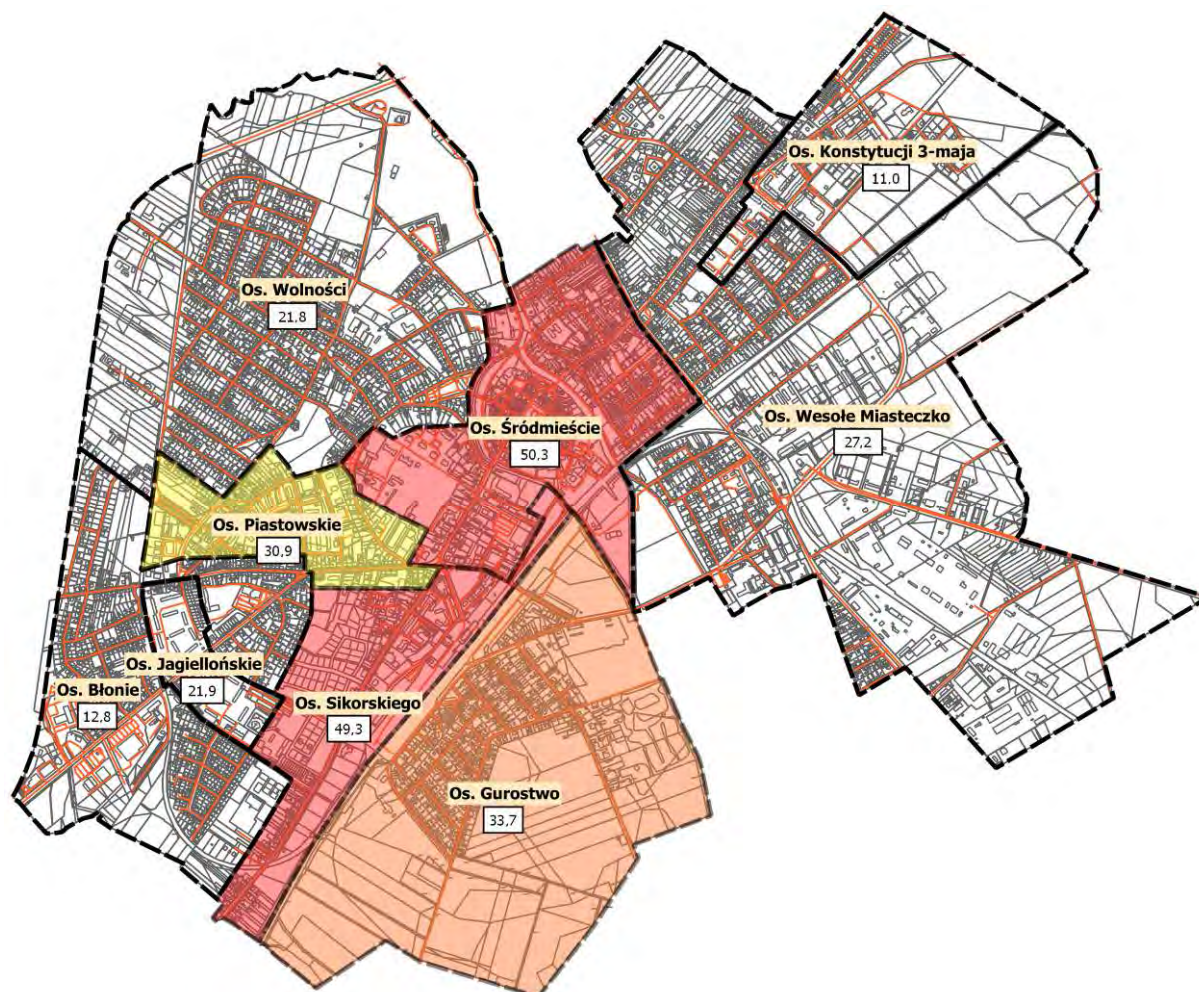 Os. Konstytucji 3-maja
11,0
Os. Wolności
21,8
Os. Śródmieście
50,3
Os. Wesołe Miasteczko
27,2
Os. Piastowskie
30,9
Os. Jagiellońskie
21,9
Os. Błonie
12,8
Os. Sikorskiego
49,3
Os. Gurostwo
33,7